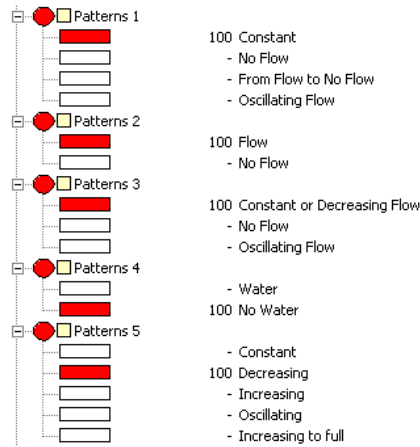 Patterns 1
100 Constant
- No Flow
- From Flow to No Flow
- Oscillating Flow
Patterns 2
100 Flow
- No Flow
Patterns 3
100 Constant or Decreasing Flow
- No Flow
- Oscillating Flow
Patterns 4
- Water
100 No Water
Patterns 5
- Constant
100 Decreasing
- Increasing
- Oscillating
- Increasing to full